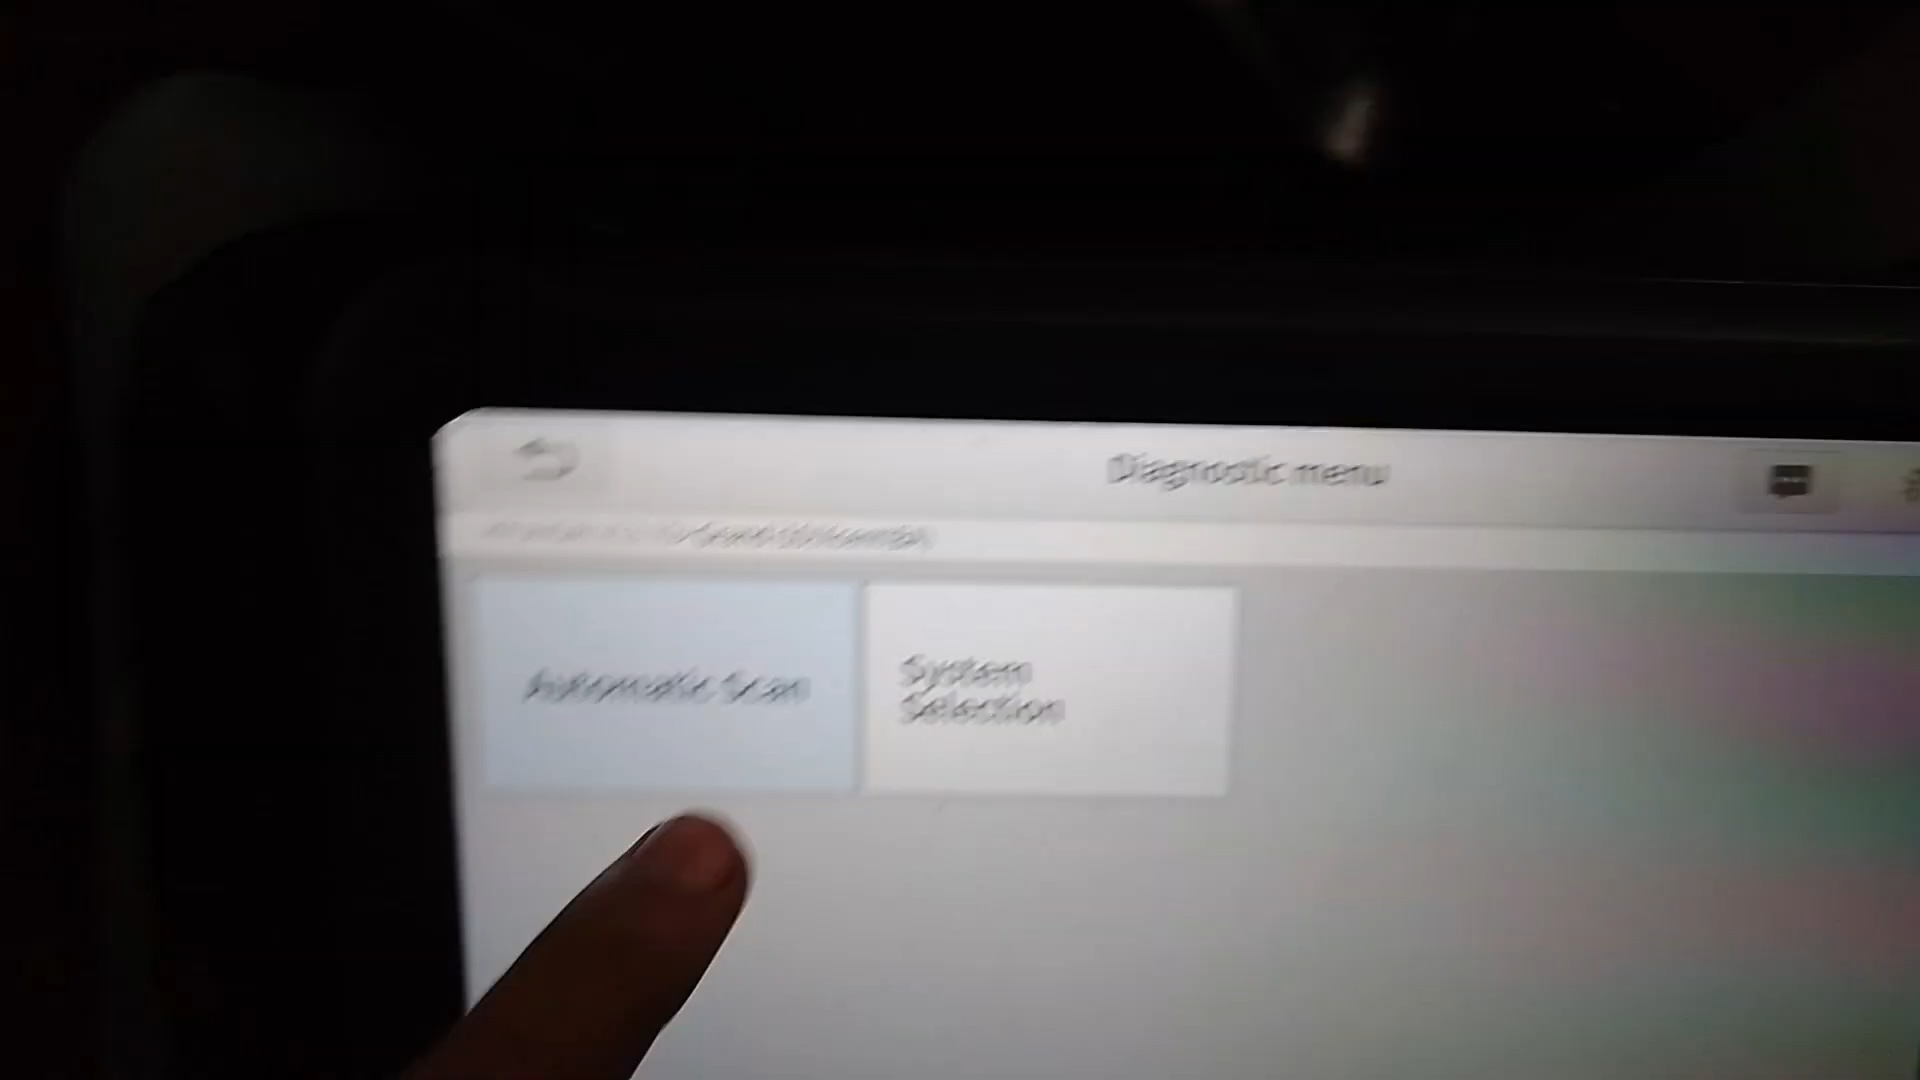 Diagnostic menu
Automatic Scan
System
Selection